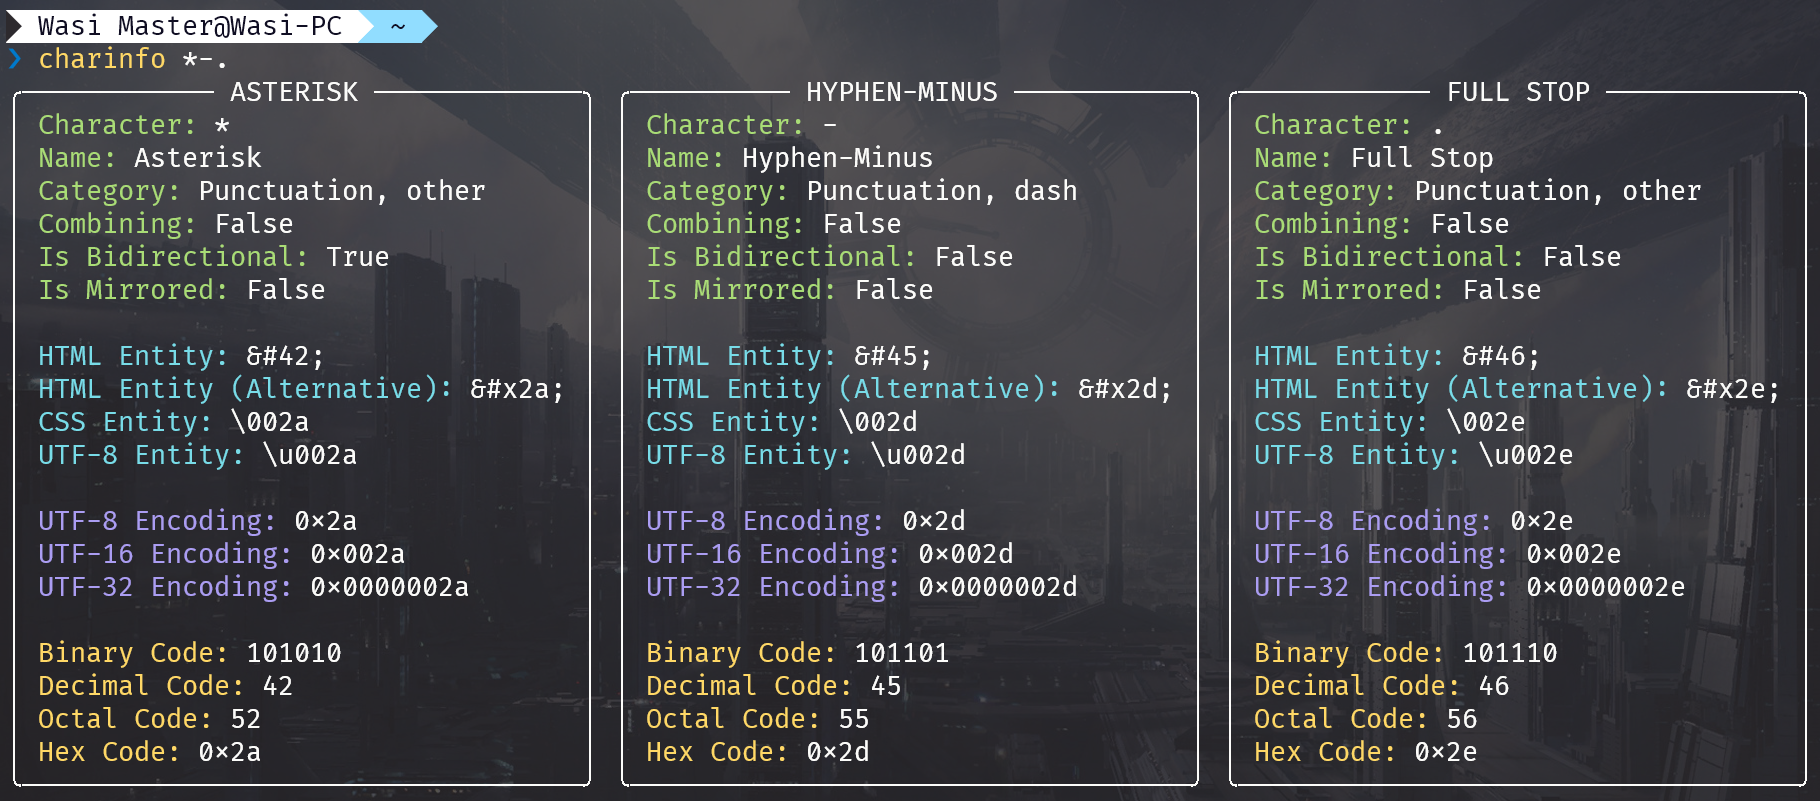 Wasi Master@Wasi-PC ~
❯ charinfo *-.
ASTERISK
Character: *
Name: Asterisk
Category: Punctuation, other
Combining: False
Is Bidirectional: True
Is Mirrored: False
HTML Entity: &#42;
HTML Entity (Alternative): &#x2a;
CSS Entity: \002a
UTF-8 Entity: \u002a
UTF-8 Encoding: 0×2a
UTF-16 Encoding: 0×002a
UTF-32 Encoding: 0×0000002a
Binary Code: 101010
Decimal Code: 42
Octal Code: 52
Hex Code: 0×2a
HYPHEN-MINUS
Character: -
Name: Hyphen-Minus
Category: Punctuation, dash
Combining: False
Is Bidirectional: False
Is Mirrored: False
HTML Entity: &#45;
HTML Entity (Alternative): &#x2d;
CSS Entity: \002d
UTF-8 Entity: \u002d
UTF-8 Encoding: 0×2d
UTF-16 Encoding: 0×002d
UTF-32 Encoding: 0×0000002d
Binary Code: 101101
Decimal Code: 45
Octal Code: 55
Hex Code: 0×2d
FULL STOP
Character: .
Name: Full Stop
Category: Punctuation, other
Combining: False
Is Bidirectional: False
Is Mirrored: False
HTML Entity: &#46;
HTML Entity (Alternative): &#x2e;
CSS Entity: \002e
UTF-8 Entity: \u002e
UTF-8 Encoding: 0×2e
UTF-16 Encoding: 0×002e
UTF-32 Encoding: 0×0000002e
Binary Code: 101110
Decimal Code: 46
Octal Code: 56
Hex Code: 0×2e